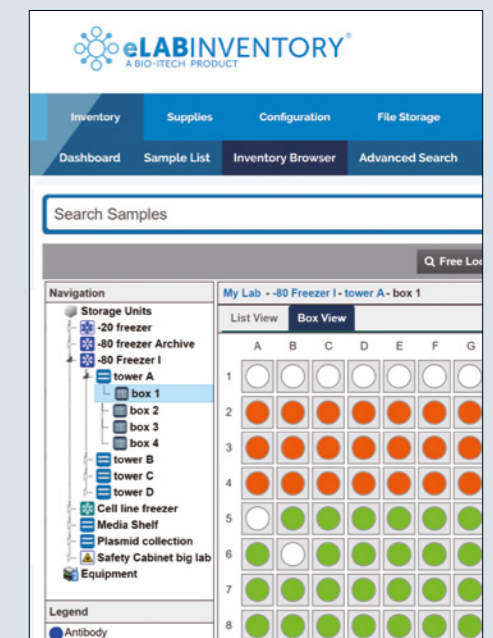 eLABINVENTORY®
A BIO-ITECH PRODUCT
Inventory Supplies Configuration File Storage
Dashboard Sample List Inventory Browser Advanced Search
Search Samples
Free Loc
Navigation
Storage Units
-20 freezer
-80 freezer Archive
-80 Freezer I
tower A
box 1
box 2
box 3
box 4
tower B
tower C
tower D
Cell line freezer
Media Shelf
Plasmid collection
Safety Cabinet big lab
Equipment
Legend
Antibody
My Lab - -80 Freezer I - tower A - box 1
List View Box View
A B C D E F G
1
2
3
4
5
6
7
8